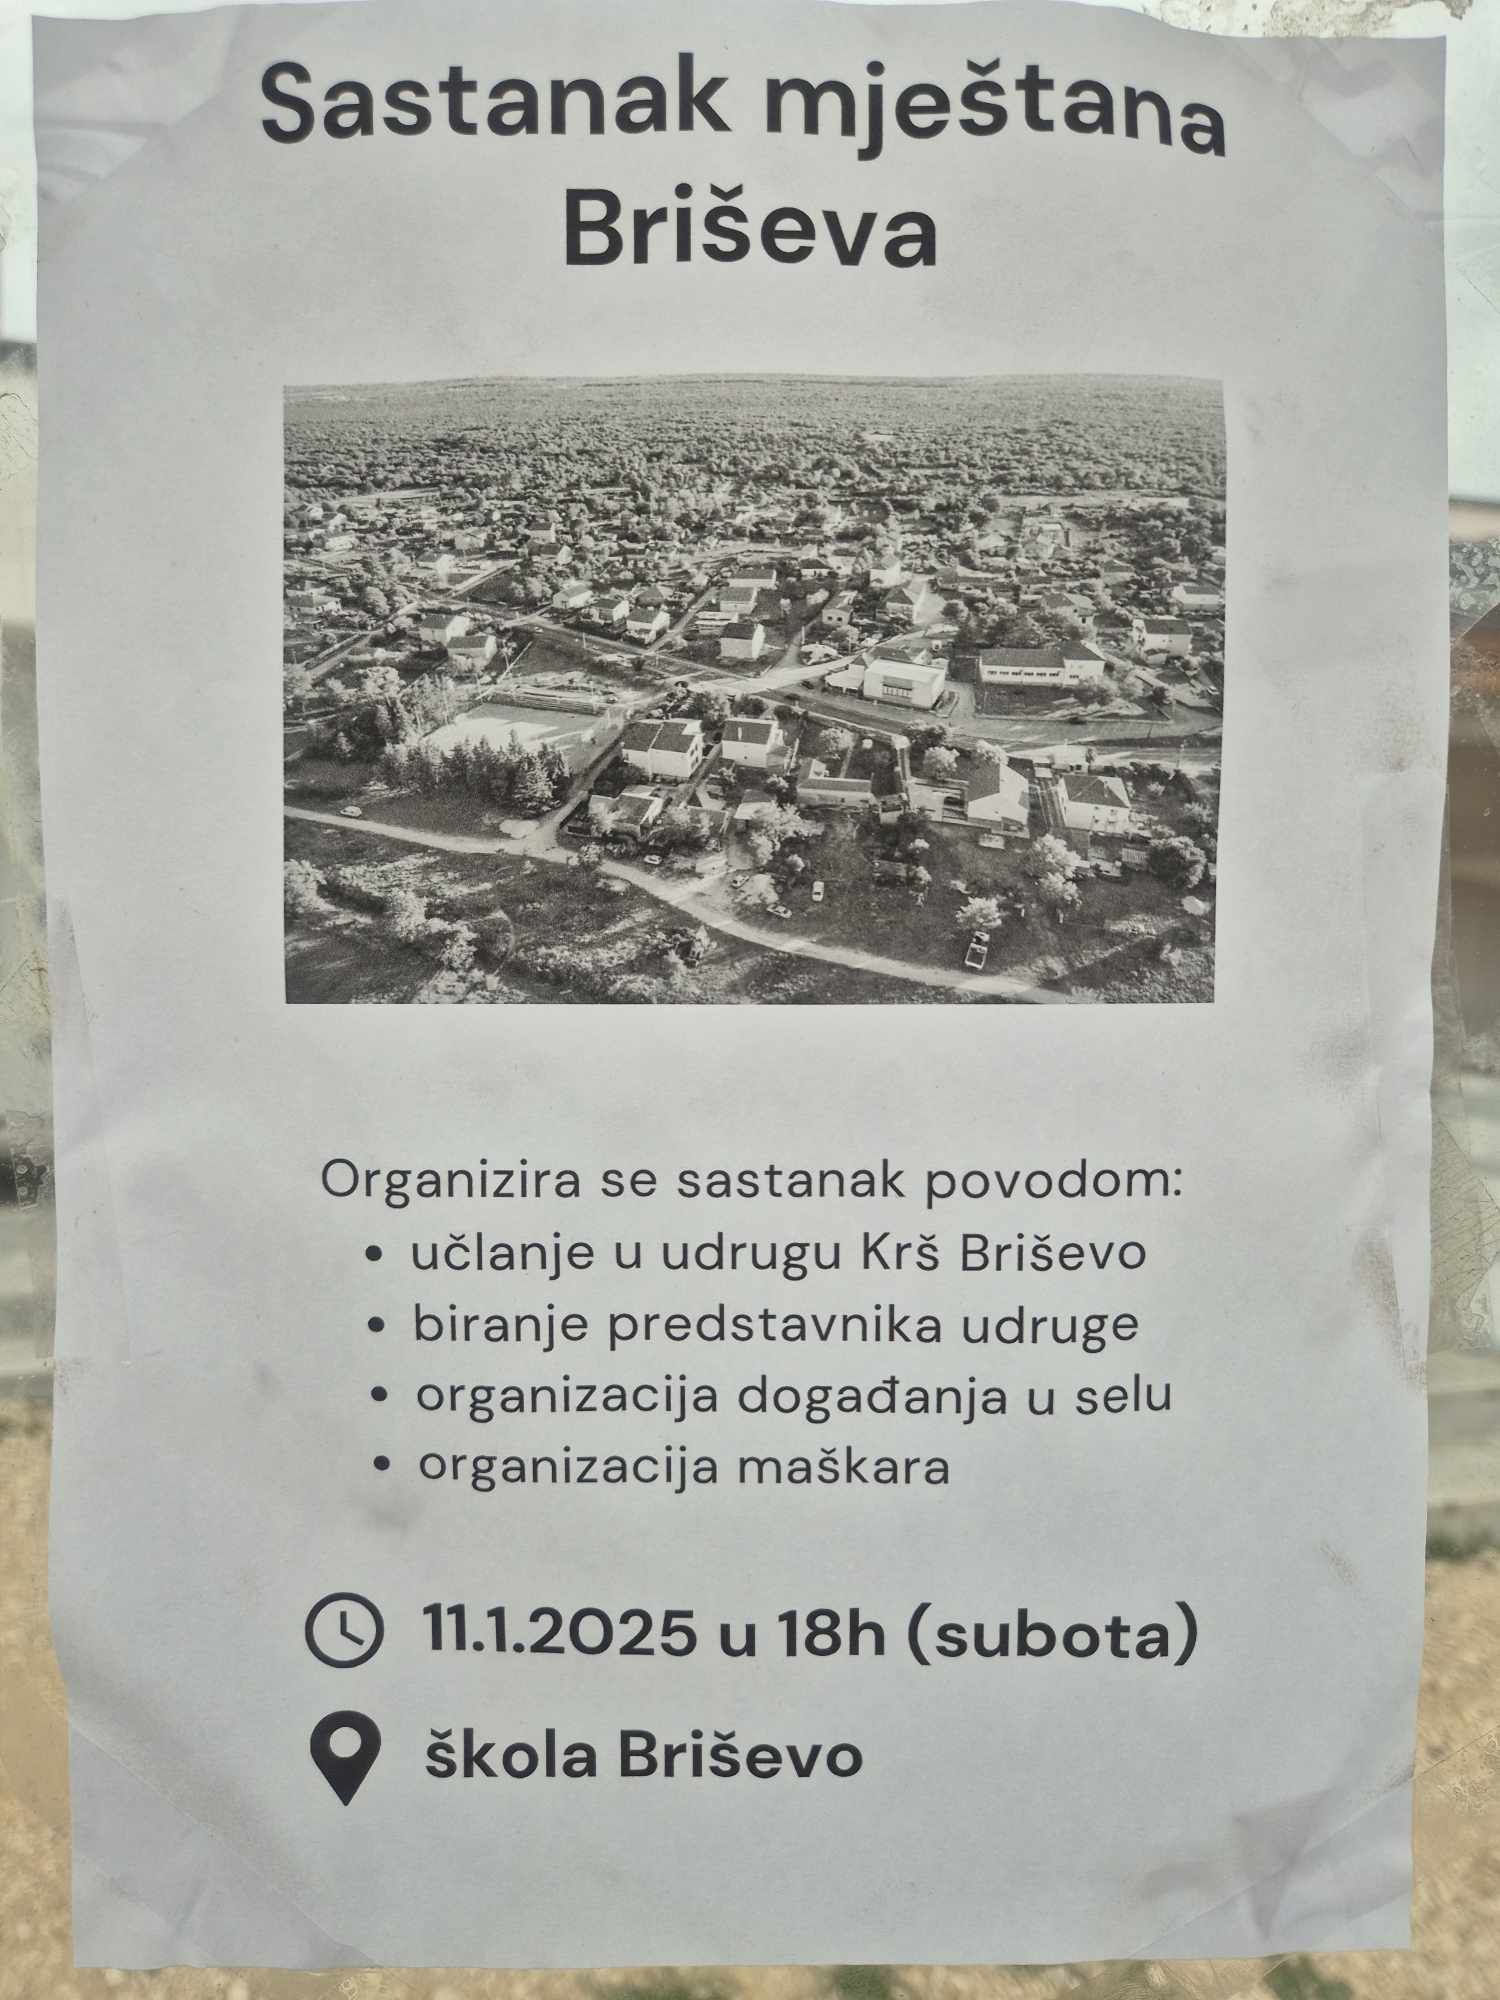 Sastanak mještana
Briševa
Organizira se sastanak povodom:
• učlanje u udrugu Krš Briševo
• biranje predstavnika udruge
• organizacija događanja u selu
• organizacija maškara
11.1.2025 u 18h (subota)
škola Briševo